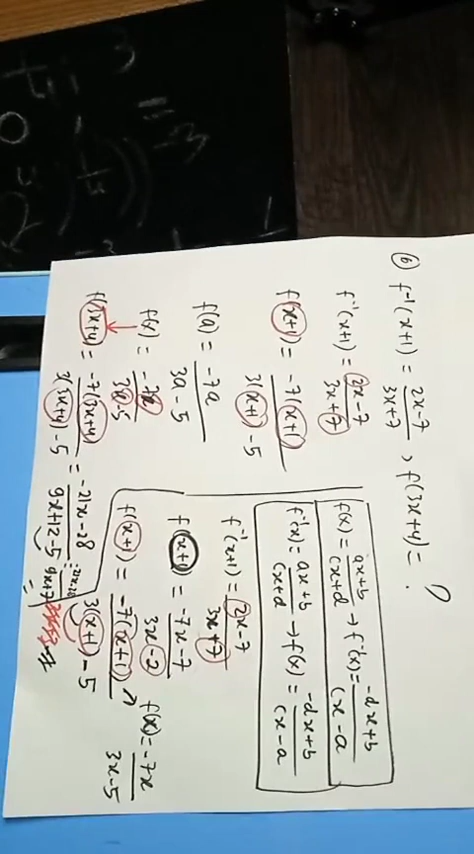 ⑥ f⁻¹(x+1) = 2x-7 / 3x+7 , f(3x+4) = ?
f⁻¹(x+1) = 2x-7 / 3x+7
f(x+1) = -7(x+1) / 3(x+1) - 5
f(a) = -7a / 3a - 5
f(x) = -7x / 3a - 5
f(3x+4) = -7(3x+4) / 3(3x+4) - 5 = -21x - 28 / 9x + 12 - 5
9x+7
f(x) = ax+b / cx+d → f⁻¹(x) = -dx+b / cx-a
f⁻¹(x) = ax+b / cx+d → f(x) = -dx+b / cx-a
f⁻¹(x+1) = 2x-7 / 3x+7
f(x+1) = -7x-7 / 3x-2
f(x+1) = -7(x+1) / 3(x+1) - 5
f(x) = -7x / 3x-5